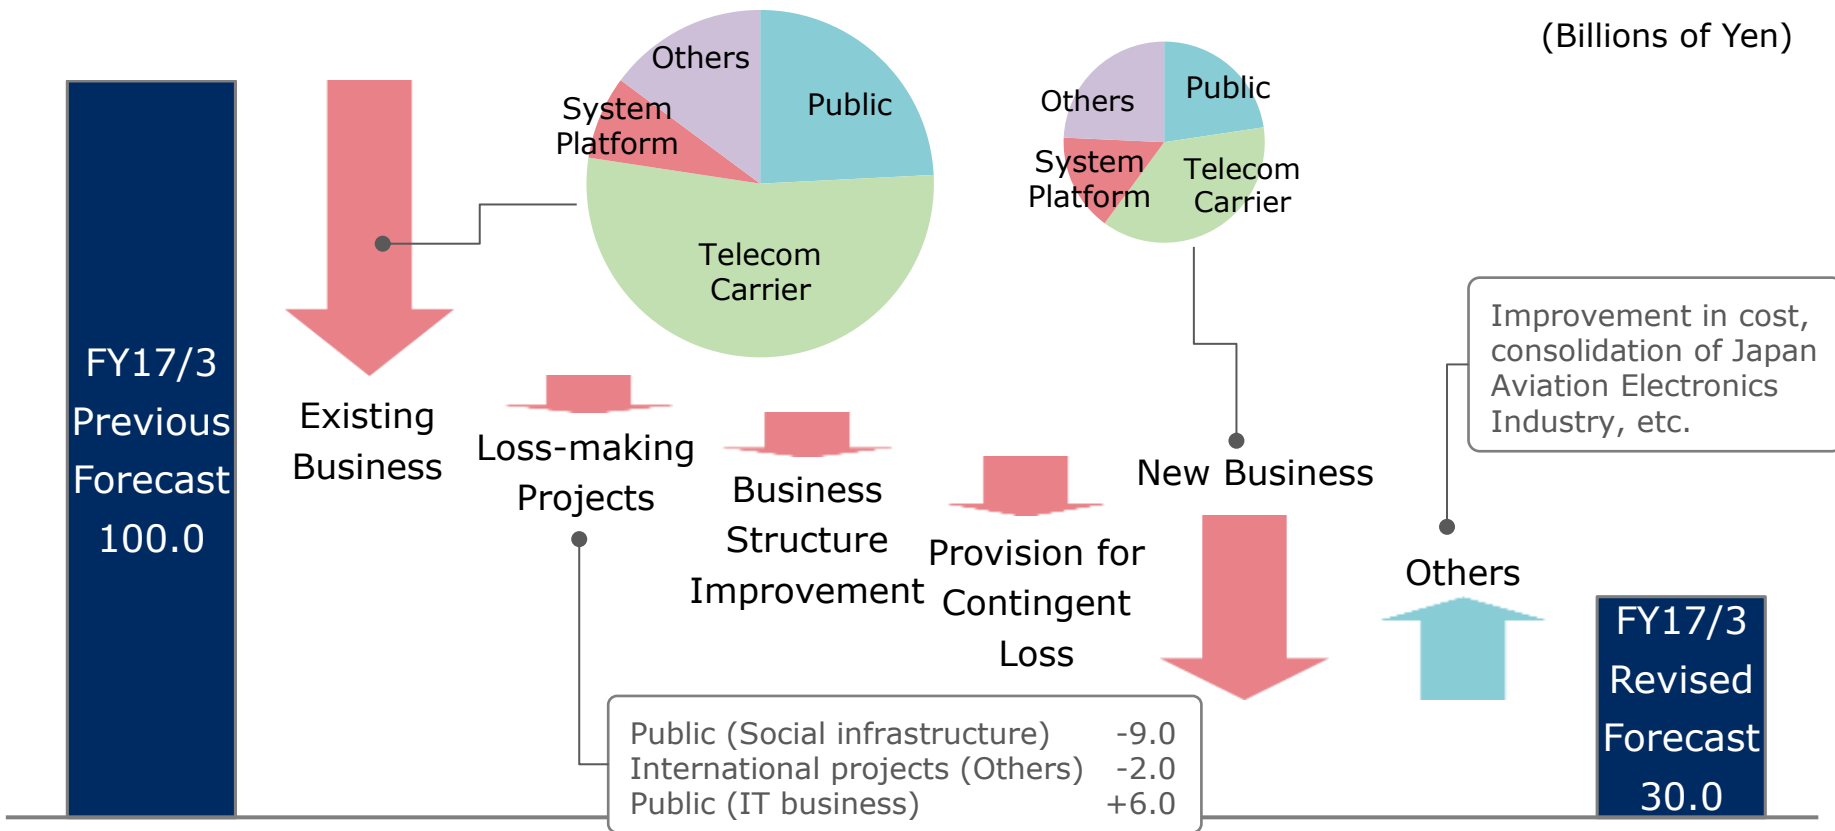 (Billions of Yen)
Others
Public
System
Platform
Telecom
Carrier
Others
Public
System
Platform
Telecom
Carrier
FY17/3
Previous
Forecast
100.0
Existing
Business
Loss-making
Projects
Business
Structure
Improvement
Provision for
Contingent
Loss
New Business
Others
Improvement in cost,
consolidation of Japan
Aviation Electronics
Industry, etc.
Public (Social infrastructure) -9.0
International projects (Others) -2.0
Public (IT business) +6.0
FY17/3
Revised
Forecast
30.0